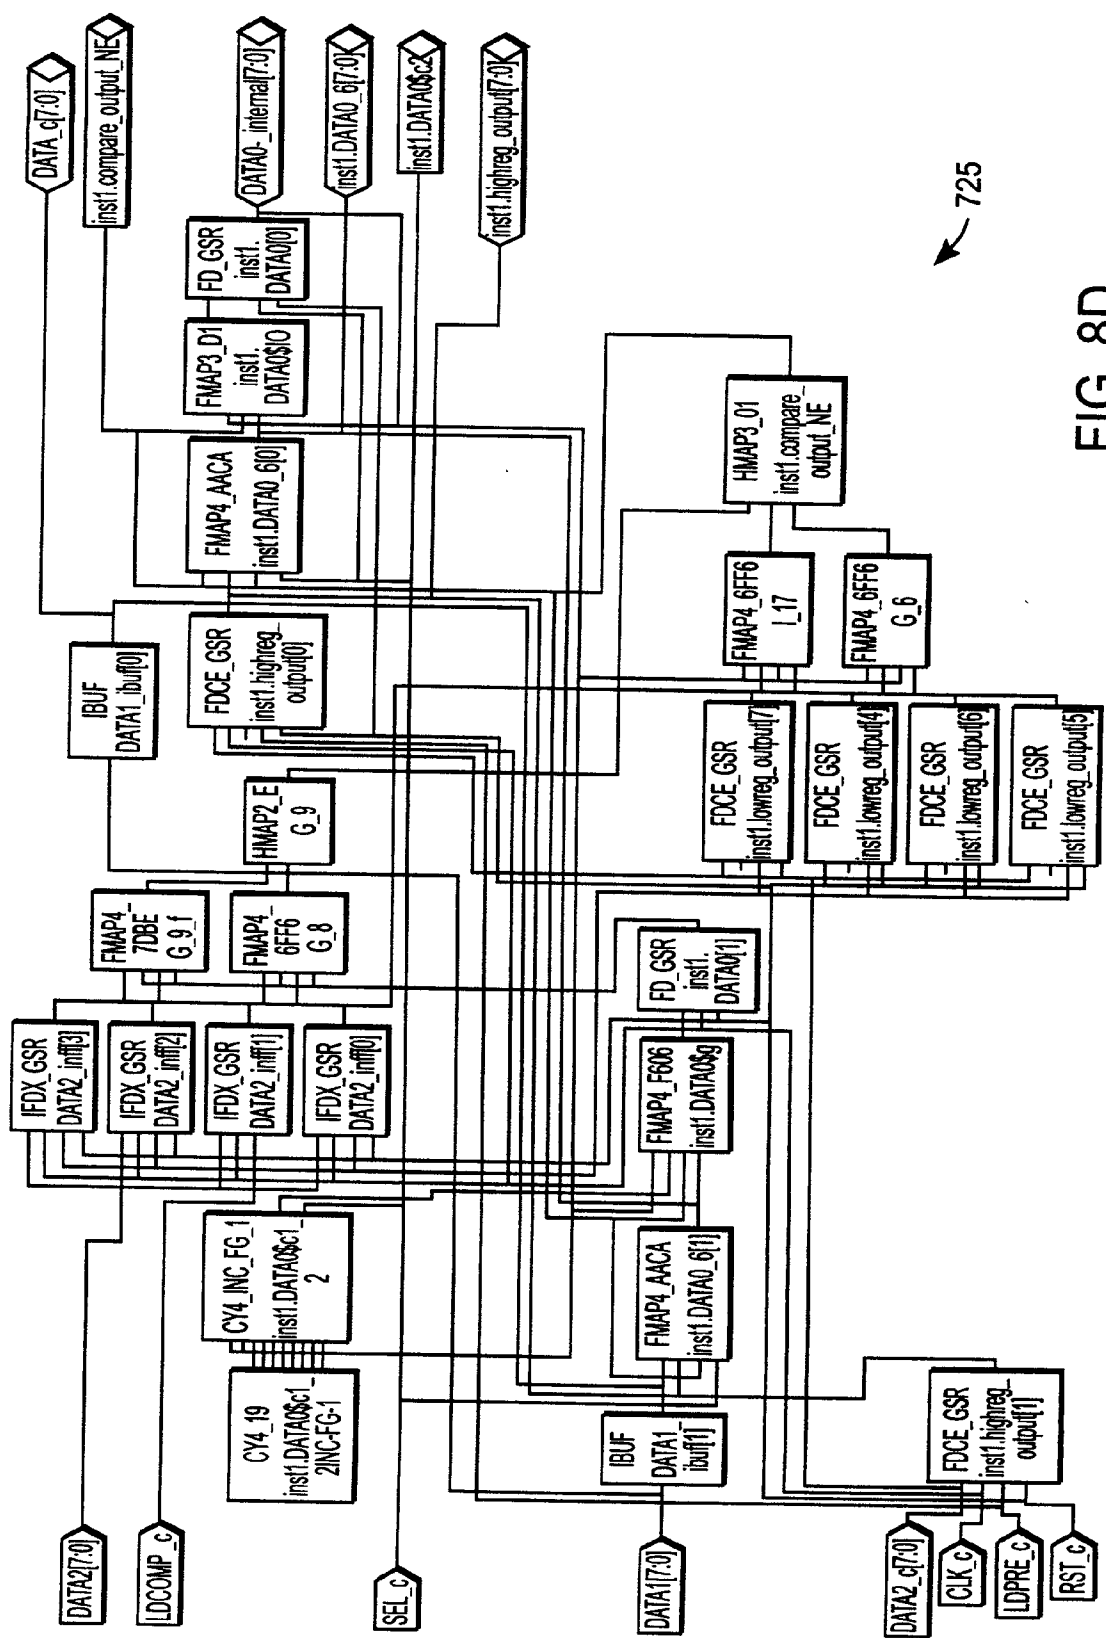 DATA2[7:0]
LDCOMP_c
SEL_c
DATA1[7:0]
DATA2_c[7:0]
CLK_c
LDPRE_c
RST_c
CY4_19
inst1.DATA0$c1_
2INC-FG-1
CY4_INC_FG_1
inst1.DATA0$c1_
2
IBUF
DATA1_
ibuf[1]
FDCE_GSR
inst1.highreg_
output[1]
FMAP4_AACA
inst1.DATA0_6[1]
FMAP4_F606
inst1.DATA0$g
FD_GSR
inst1.
DATA0[1]
IFDX_GSR
DATA2_inff[3]
IFDX_GSR
DATA2_inff[2]
IFDX_GSR
DATA2_inff[1]
IFDX_GSR
DATA2_inff[0]
FMAP4_
7DBE
G_9_f
FMAP4_
6FF6
G_8
HMAP2_E
G_9
IBUF
DATA1_ibuf[0]
FDCE_GSR
inst1.highreg_
output[0]
FDCE_GSR
inst1.lowreg_output[7]
FDCE_GSR
inst1.lowreg_output[4]
FDCE_GSR
inst1.lowreg_output[6]
FDCE_GSR
inst1.lowreg_output[5]
FMAP4_6FF6
I_17
FMAP4_6FF6
G_6
FMAP4_AACA
inst1.DATA0_6[0]
HMAP3_01
inst1.compare_
output_NE
FMAP3_D1
inst1.
DATA0$IO
FD_GSR
inst1.
DATA0[0]
DATA_c[7:0]
inst1.compare_output_NE
DATA0-_internal[7:0]
inst1.DATA0_6[7:0]
inst1.DATA0$c2
inst1.highreg_output[7:0]
725
FIG. 8D